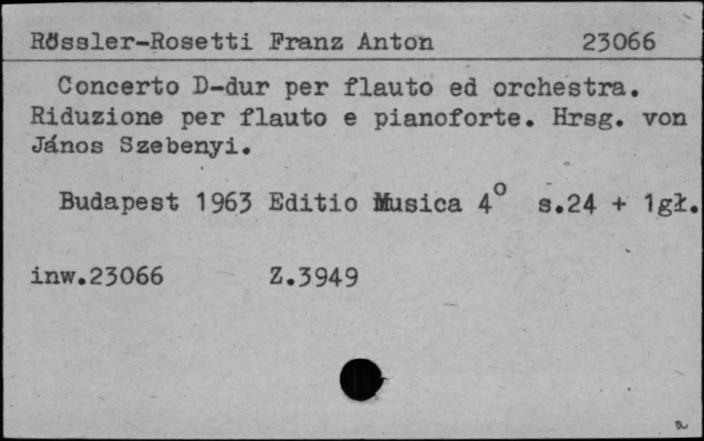 Rössler-Rosetti Franz Anton 23066
Concerto D-dur per flauto ed orchestra.
Riduzione per flauto e pianoforte. Hrsg. von
János Szebenyi.
Budapest 1963 Editio Musica 4° s.24 + 1gł.
inw.23066 Z.3949
a